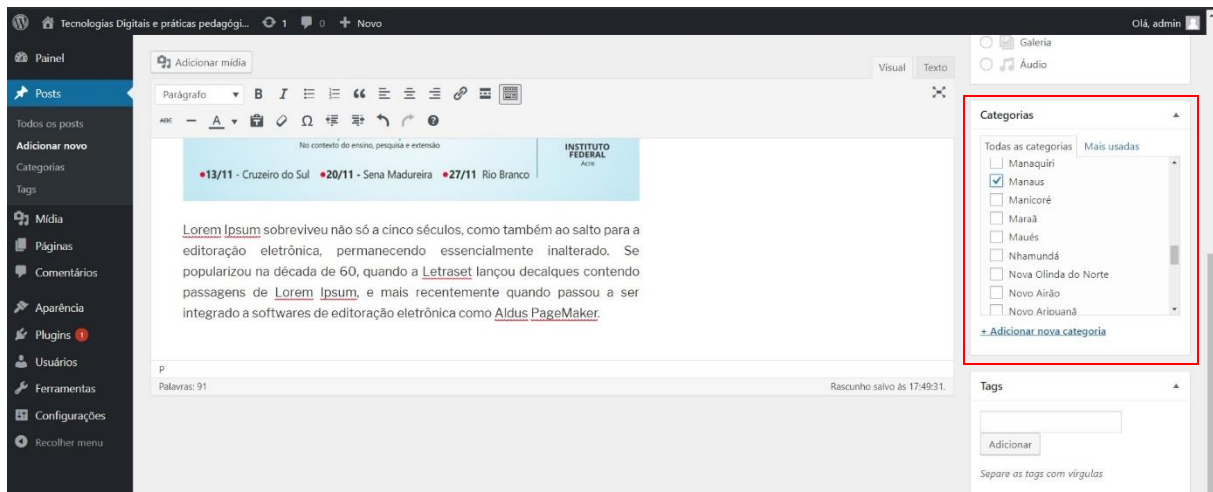 Tecnologias Digitais e práticas pedagógi... 1 0 + Novo Olá, admin
Painel
Posts
Todos os posts
Adicionar novo
Categorias
Tags
Mídia
Páginas
Comentários
Aparência
Plugins 1
Usuários
Ferramentas
Configurações
Recolher menu
Adicionar mídia
Visual Texto
Parágrafo B I
ABC A Ω
No contexto do ensino, pesquisa e extensão
INSTITUTO
FEDERAL
Acre
•13/11 - Cruzeiro do Sul •20/11 - Sena Madureira •27/11 Rio Branco
Lorem Ipsum sobreviveu não só a cinco séculos, como também ao salto para a
editoração eletrônica, permanecendo essencialmente inalterado. Se
popularizou na década de 60, quando a Letraset lançou decalques contendo
passagens de Lorem Ipsum, e mais recentemente quando passou a ser
integrado a softwares de editoração eletrônica como Aldus PageMaker.
P
Palavras: 91 Rascunho salvo às 17:49:31.
Galeria
Áudio
Categorias
Todas as categorias Mais usadas
Manaquiri
Manaus
Manicoré
Maraã
Maués
Nhamundá
Nova Olinda do Norte
Novo Airão
Novo Aripuanã
+ Adicionar nova categoria
Tags
Adicionar
Separe as tags com vírgulas